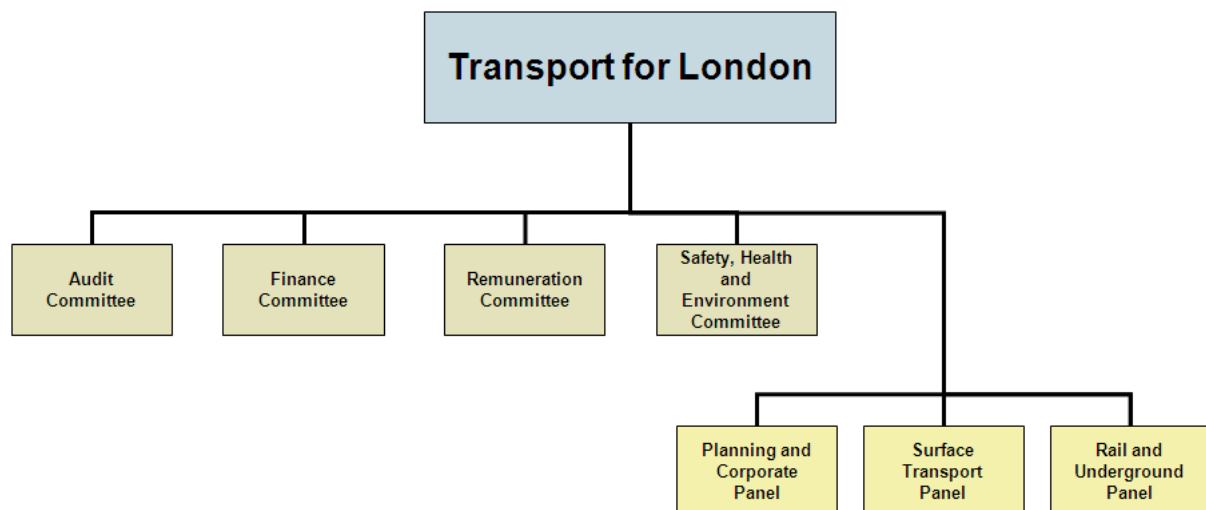 Transport for London
Audit
Committee
Finance
Committee
Remuneration
Committee
Safety, Health
and
Environment
Committee
Planning and
Corporate
Panel
Surface
Transport
Panel
Rail and
Underground
Panel